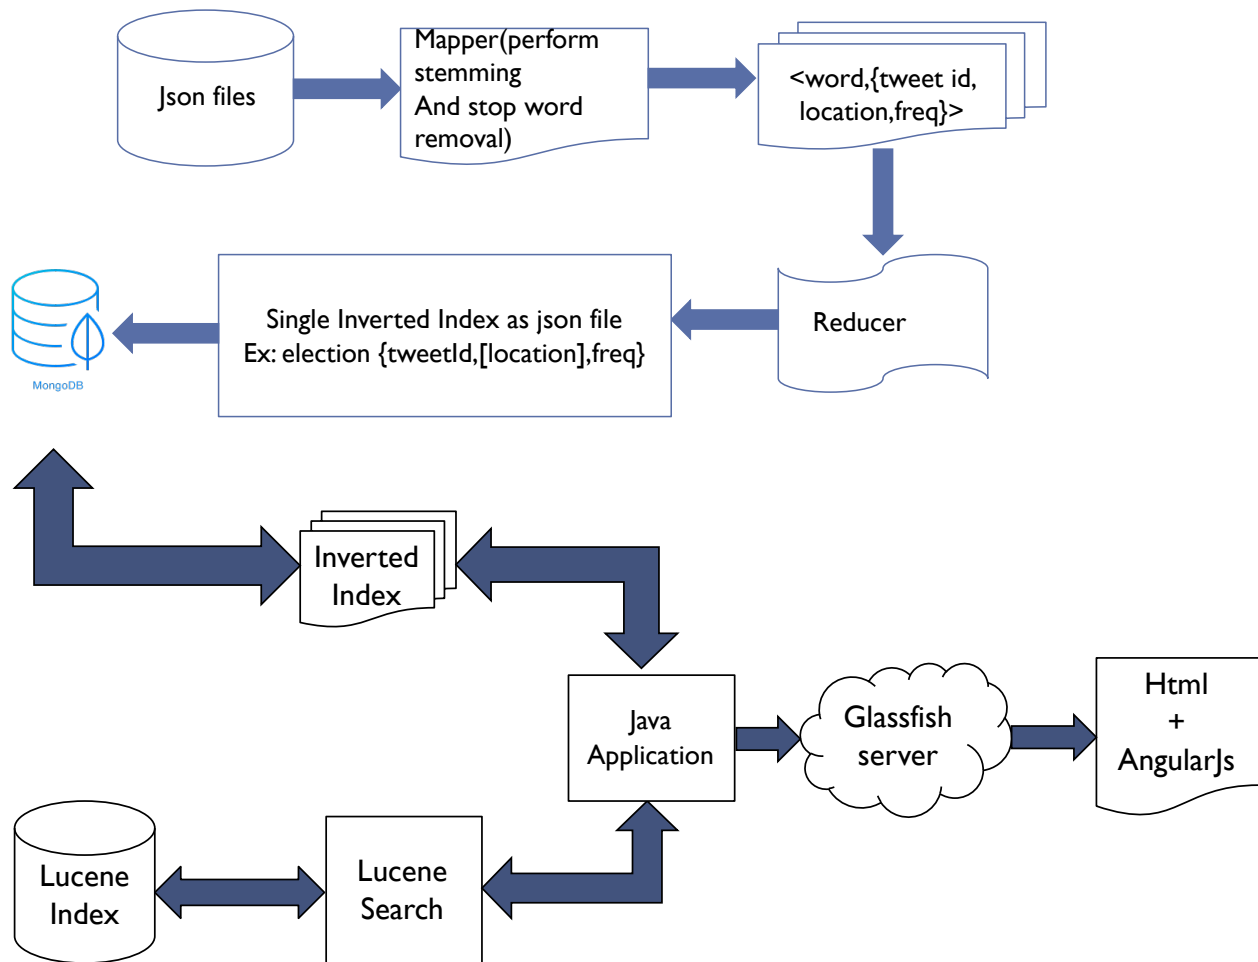 Json files
Mapper(perform
stemming
And stop word
removal)
<word,{tweet id,
location,freq}>
Reducer
Single Inverted Index as json file
Ex: election {tweetId,[location],freq}
MongoDB
Inverted
Index
Java
Application
Glassfish
server
Html
+
AngularJs
Lucene
Index
Lucene
Search